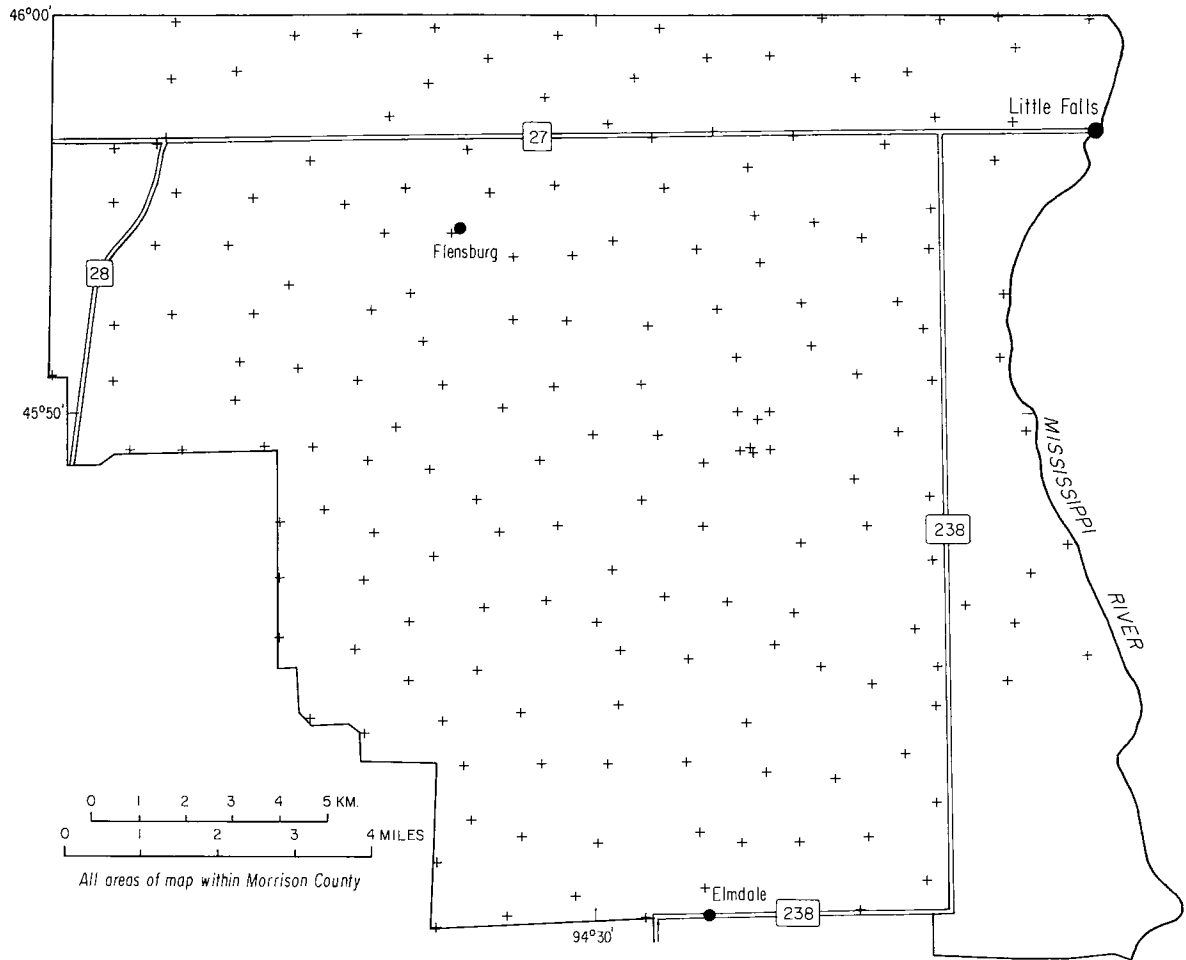 46°00'
Little Falls
27
Flensburg
28
45°50'
MISSISSIPPI
RIVER
238
0 1 2 3 4 5 KM.
0 1 2 3 4 MILES
All areas of map within Morrison County
Elmdale
238
94°30'